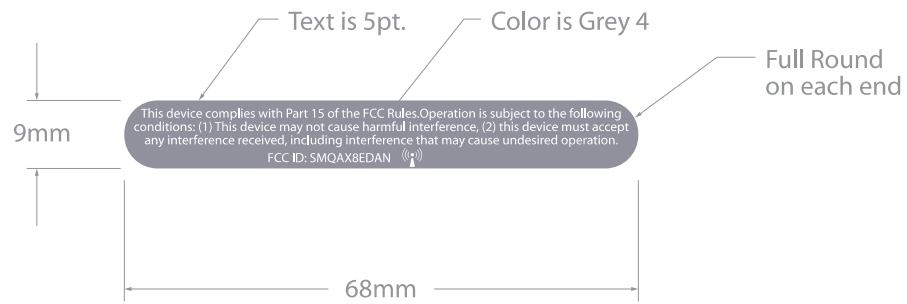 Text is 5pt.
Color is Grey 4
Full Round
on each end
9mm
This device complies with Part 15 of the FCC Rules.Operation is subject to the following
conditions: (1) This device may not cause harmful interference, (2) this device must accept
any interference received, including interference that may cause undesired operation.
FCC ID: SMQAX8EDAN
68mm